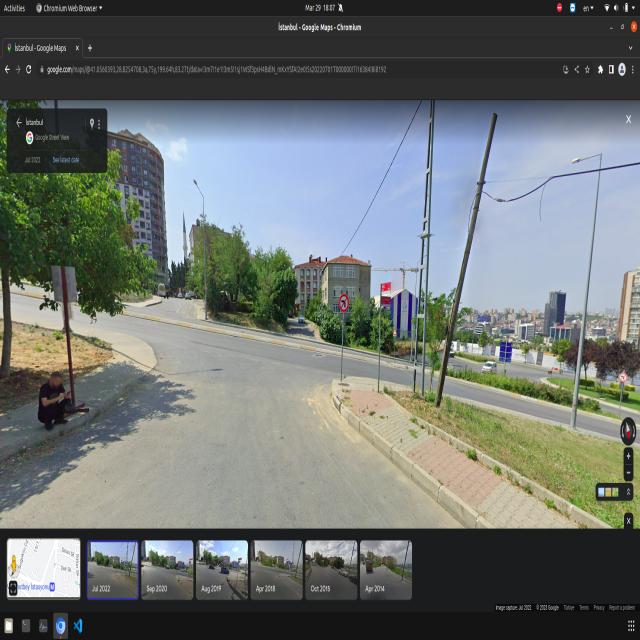 Activities
Chromium Web Browser
Mar 29 18:07
en
İstanbul - Google Maps - Chromium
İstanbul - Google Maps
İstanbul
Google Street View
Jul 2022
See latest date
Jul 2022
Sep 2020
Aug 2019
Apr 2018
Oct 2015
Apr 2014
Image capture: Jul 2022 © 2023 Google Türkiye Terms Privacy Report a problem